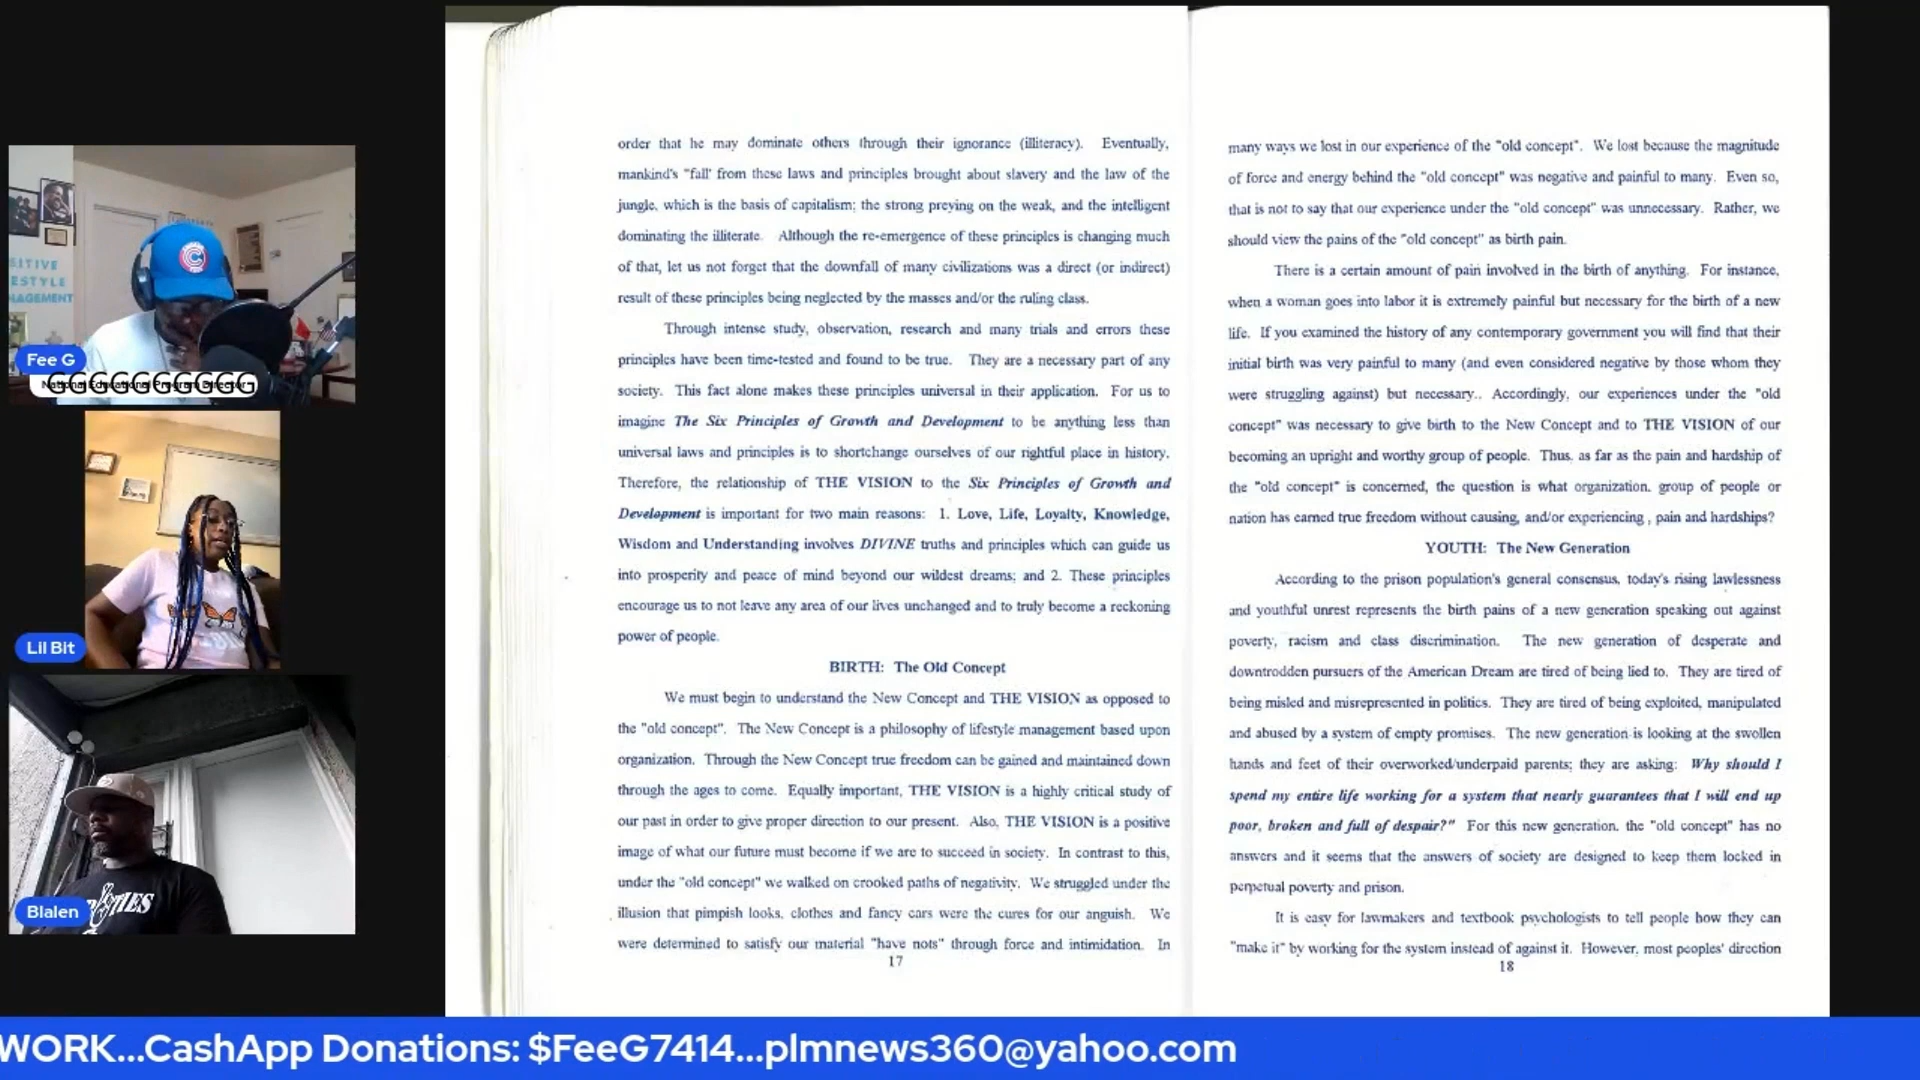 SITIVE
ESTYLE
NAGEMENT
Fee G
National Educational Program Director
GGGGGGGGGG
Lil Bit
Blalen
TIES
order that he may dominate others through their ignorance (illiteracy). Eventually,
mankind's "fall' from these laws and principles brought about slavery and the law of the
jungle, which is the basis of capitalism; the strong preying on the weak, and the intelligent
dominating the illiterate. Although the re-emergence of these principles is changing much
of that, let us not forget that the downfall of many civilizations was a direct (or indirect)
result of these principles being neglected by the masses and/or the ruling class.
Through intense study, observation, research and many trials and errors these
principles have been time-tested and found to be true. They are a necessary part of any
society. This fact alone makes these principles universal in their application. For us to
imagine The Six Principles of Growth and Development to be anything less than
universal laws and principles is to shortchange ourselves of our rightful place in history.
Therefore, the relationship of THE VISION to the Six Principles of Growth and
Development is important for two main reasons: 1. Love, Life, Loyalty, Knowledge,
Wisdom and Understanding involves DIVINE truths and principles which can guide us
into prosperity and peace of mind beyond our wildest dreams; and 2. These principles
encourage us to not leave any area of our lives unchanged and to truly become a reckoning
power of people.
BIRTH: The Old Concept
We must begin to understand the New Concept and THE VISION as opposed to
the "old concept". The New Concept is a philosophy of lifestyle management based upon
organization. Through the New Concept true freedom can be gained and maintained down
through the ages to come. Equally important, THE VISION is a highly critical study of
our past in order to give proper direction to our present. Also, THE VISION is a positive
image of what our future must become if we are to succeed in society. In contrast to this,
under the "old concept" we walked on crooked paths of negativity. We struggled under the
illusion that pimpish looks, clothes and fancy cars were the cures for our anguish. We
were determined to satisfy our material "have nots" through force and intimidation. In
17
many ways we lost in our experience of the "old concept". We lost because the magnitude
of force and energy behind the "old concept" was negative and painful to many. Even so,
that is not to say that our experience under the "old concept" was unnecessary. Rather, we
should view the pains of the "old concept" as birth pain.
There is a certain amount of pain involved in the birth of anything. For instance,
when a woman goes into labor it is extremely painful but necessary for the birth of a new
life. If you examined the history of any contemporary government you will find that their
initial birth was very painful to many (and even considered negative by those whom they
were struggling against) but necessary.. Accordingly, our experiences under the "old
concept" was necessary to give birth to the New Concept and to THE VISION of our
becoming an upright and worthy group of people. Thus, as far as the pain and hardship of
the "old concept" is concerned, the question is what organization, group of people or
nation has earned true freedom without causing, and/or experiencing , pain and hardships?
YOUTH: The New Generation
According to the prison population's general consensus, today's rising lawlessness
and youthful unrest represents the birth pains of a new generation speaking out against
poverty, racism and class discrimination. The new generation of desperate and
downtrodden pursuers of the American Dream are tired of being lied to. They are tired of
being misled and misrepresented in politics. They are tired of being exploited, manipulated
and abused by a system of empty promises. The new generation is looking at the swollen
hands and feet of their overworked/underpaid parents; they are asking: Why should I
spend my entire life working for a system that nearly guarantees that I will end up
poor, broken and full of despair?" For this new generation, the "old concept" has no
answers and it seems that the answers of society are designed to keep them locked in
perpetual poverty and prison.
It is easy for lawmakers and textbook psychologists to tell people how they can
"make it" by working for the system instead of against it. However, most peoples' direction
18
WORK...CashApp Donations: $FeeG7414...plmnews360@yahoo.com